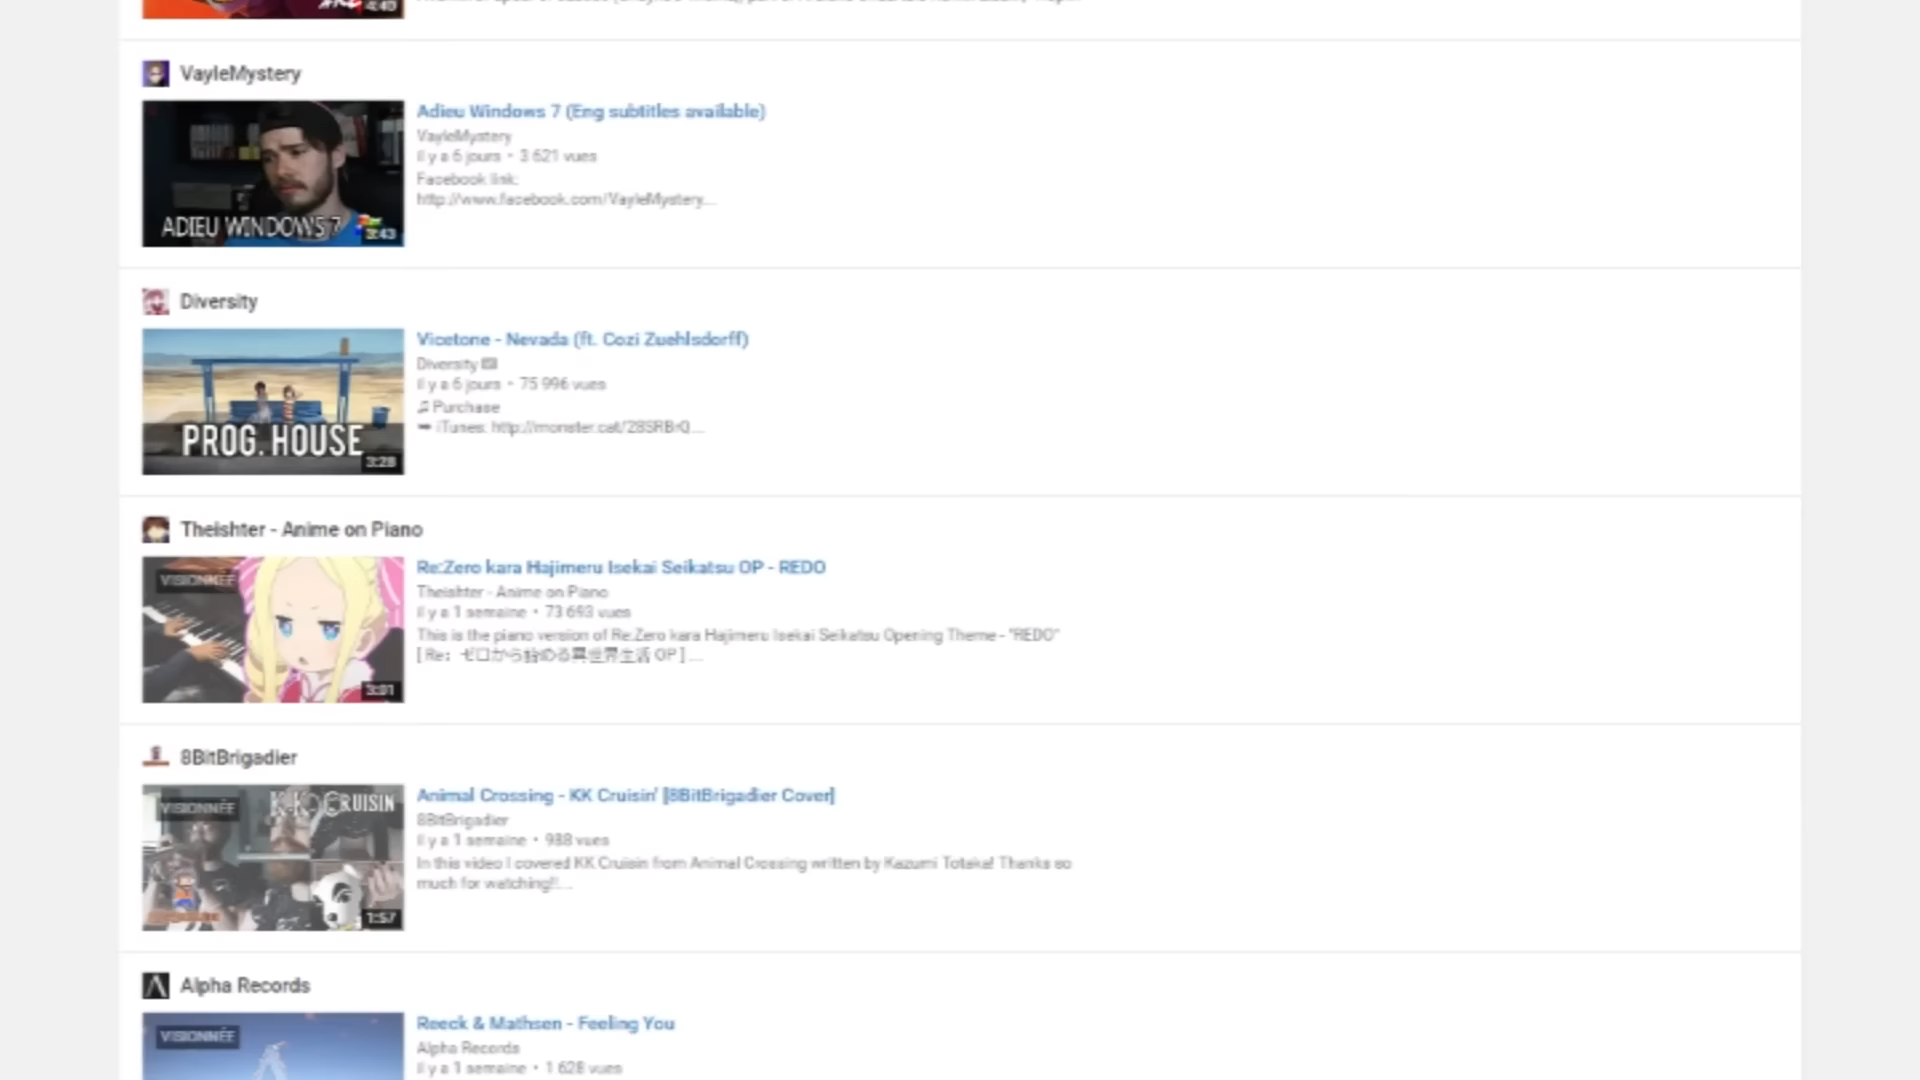 4:40
VayleMystery
ADIEU WINDOWS 7
3:43
Adieu Windows 7 (Eng subtitles available)
VayleMystery
il y a 6 jours • 3 621 vues
Facebook link:
http://www.facebook.com/VayleMystery...
Diversity
PROG. HOUSE
3:28
Vicetone - Nevada (ft. Cozi Zuehlsdorff)
Diversity
il y a 6 jours • 75 996 vues
♫ Purchase
➥ iTunes: http://monster.cat/28SRBrQ...
Theishter - Anime on Piano
VISIONNÉE
3:01
Re:Zero kara Hajimeru Isekai Seikatsu OP - REDO
Theishter - Anime on Piano
il y a 1 semaine • 73 693 vues
This is the piano version of Re:Zero kara Hajimeru Isekai Seikatsu Opening Theme - "REDO"
[ Re：ゼロから始める異世界生活 OP ] ...
8BitBrigadier
VISIONNÉE
K.K. CRUISIN
1:57
Animal Crossing - KK Cruisin' [8BitBrigadier Cover]
8BitBrigadier
il y a 1 semaine • 988 vues
In this video I covered KK Cruisin from Animal Crossing written by Kazumi Totaka! Thanks so
much for watching!!...
Alpha Records
VISIONNÉE
Reeck & Mathsen - Feeling You
Alpha Records
il y a 1 semaine • 1 628 vues